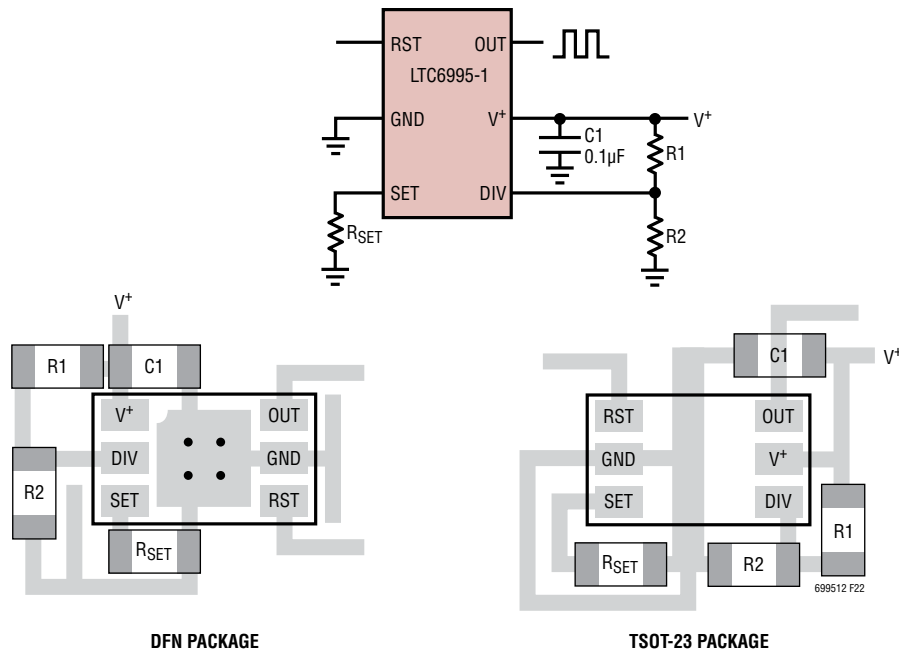 RST
OUT
LTC6995-1
GND
V+
V+
C1
0.1µF
R1
SET
DIV
RSET
R2
V+
R1
C1
V+
OUT
DIV
GND
R2
SET
RST
RSET
DFN PACKAGE
C1
V+
RST
OUT
GND
V+
SET
DIV
R1
RSET
R2
699512 F22
TSOT-23 PACKAGE